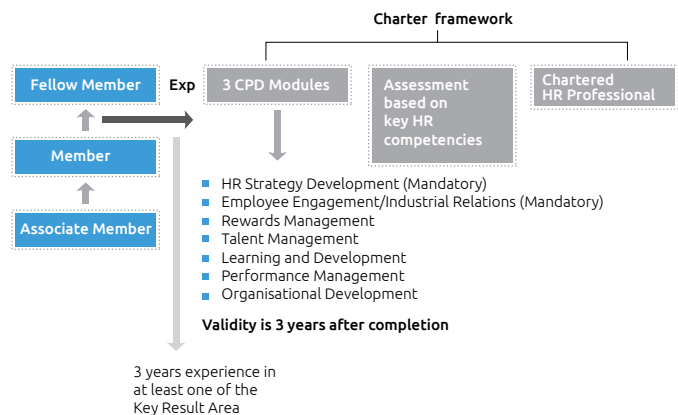 Charter framework
Fellow Member
Exp
3 CPD Modules
Assessment
based on
key HR
competencies
Chartered
HR Professional
Member
Associate Member
HR Strategy Development (Mandatory)
Employee Engagement/Industrial Relations (Mandatory)
Rewards Management
Talent Management
Learning and Development
Performance Management
Organisational Development
Validity is 3 years after completion
3 years experience in
at least one of the
Key Result Area